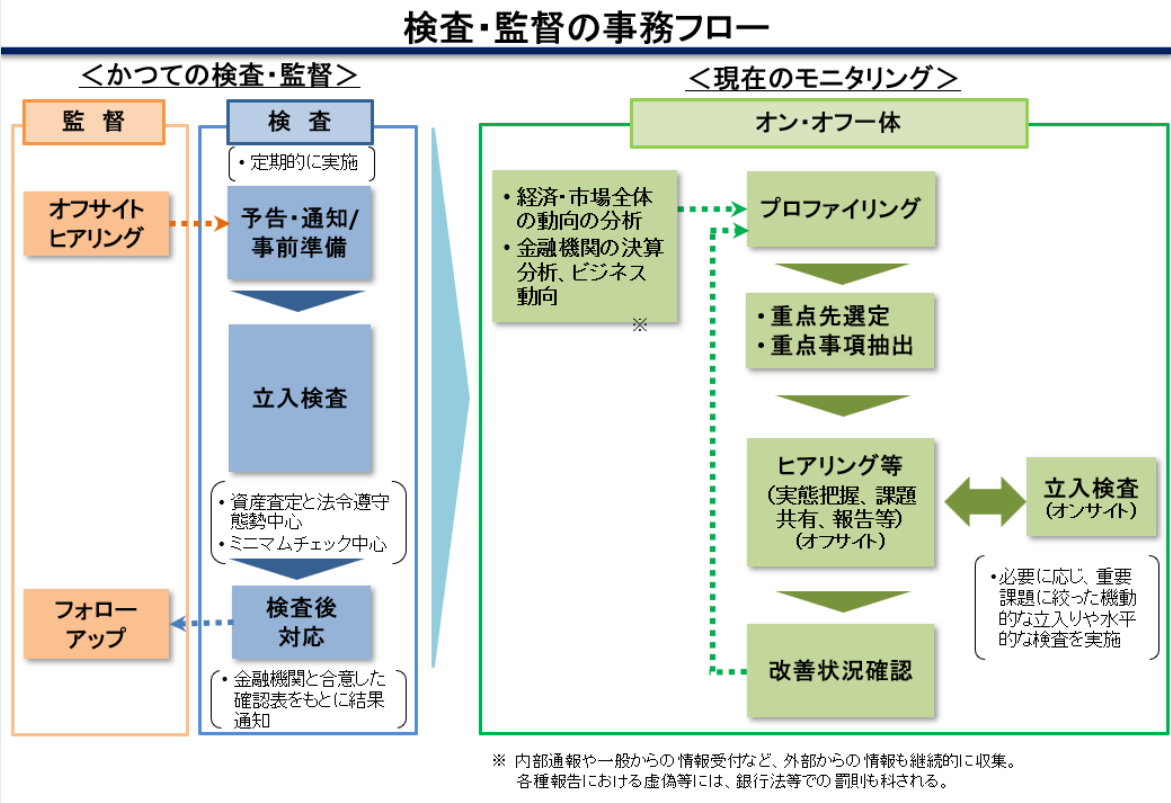 検査・監督の事務フロー
＜かつての検査・監督＞
監 督
検 査
・定期的に実施
オフサイト
ヒアリング
予告・通知/
事前準備
立入検査
・資産査定と法令遵守
態勢中心
・ミニマムチェック中心
フォロー
アップ
検査後
対応
・金融機関と合意した
確認表をもとに結果
通知
＜現在のモニタリング＞
オン・オフ一体
・経済・市場全体
の動向の分析
・金融機関の決算
分析、ビジネス
動向
※
プロファイリング
・重点先選定
・重点事項抽出
ヒアリング等
(実態把握、課題
共有、報告等)
(オフサイト)
立入検査
(オンサイト)
・必要に応じ、重要
課題に絞った機動
的な立入りや水平
的な検査を実施
改善状況確認
※ 内部通報や一般からの情報受付など、外部からの情報も継続的に収集。
各種報告における虚偽等には、銀行法等での罰則も科される。